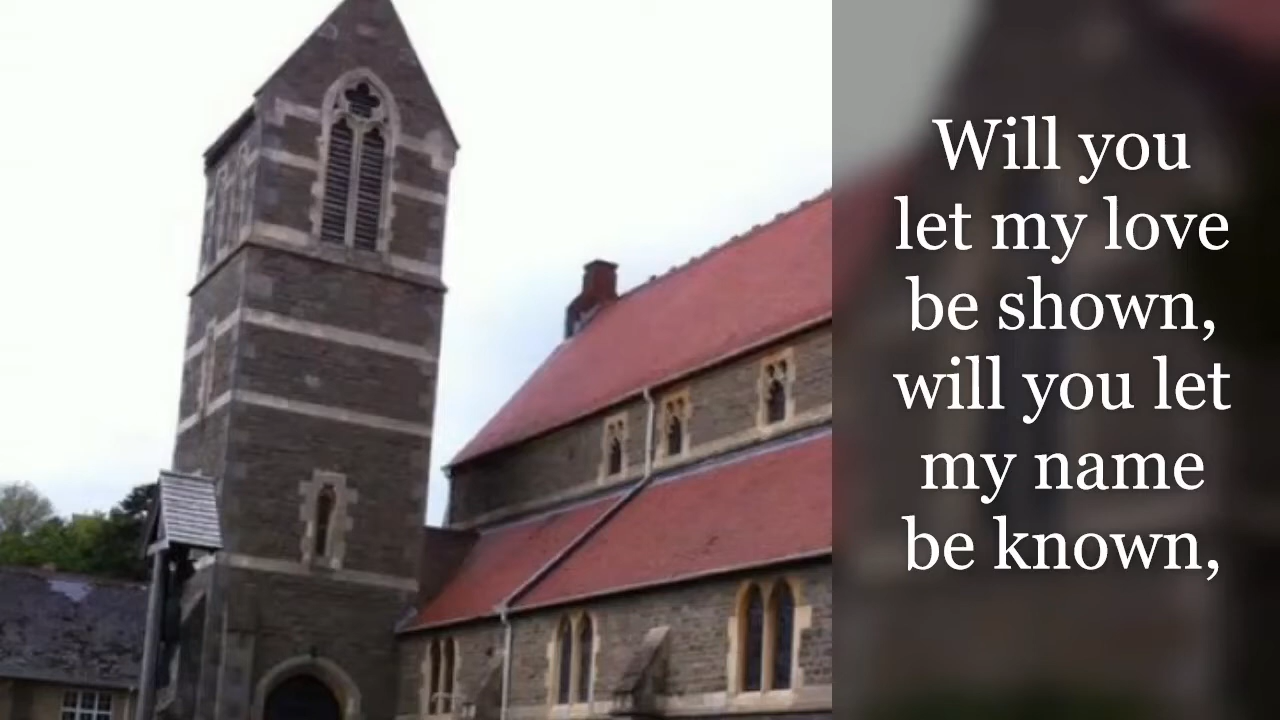 Will you
let my love
be shown,
will you let
my name
be known,